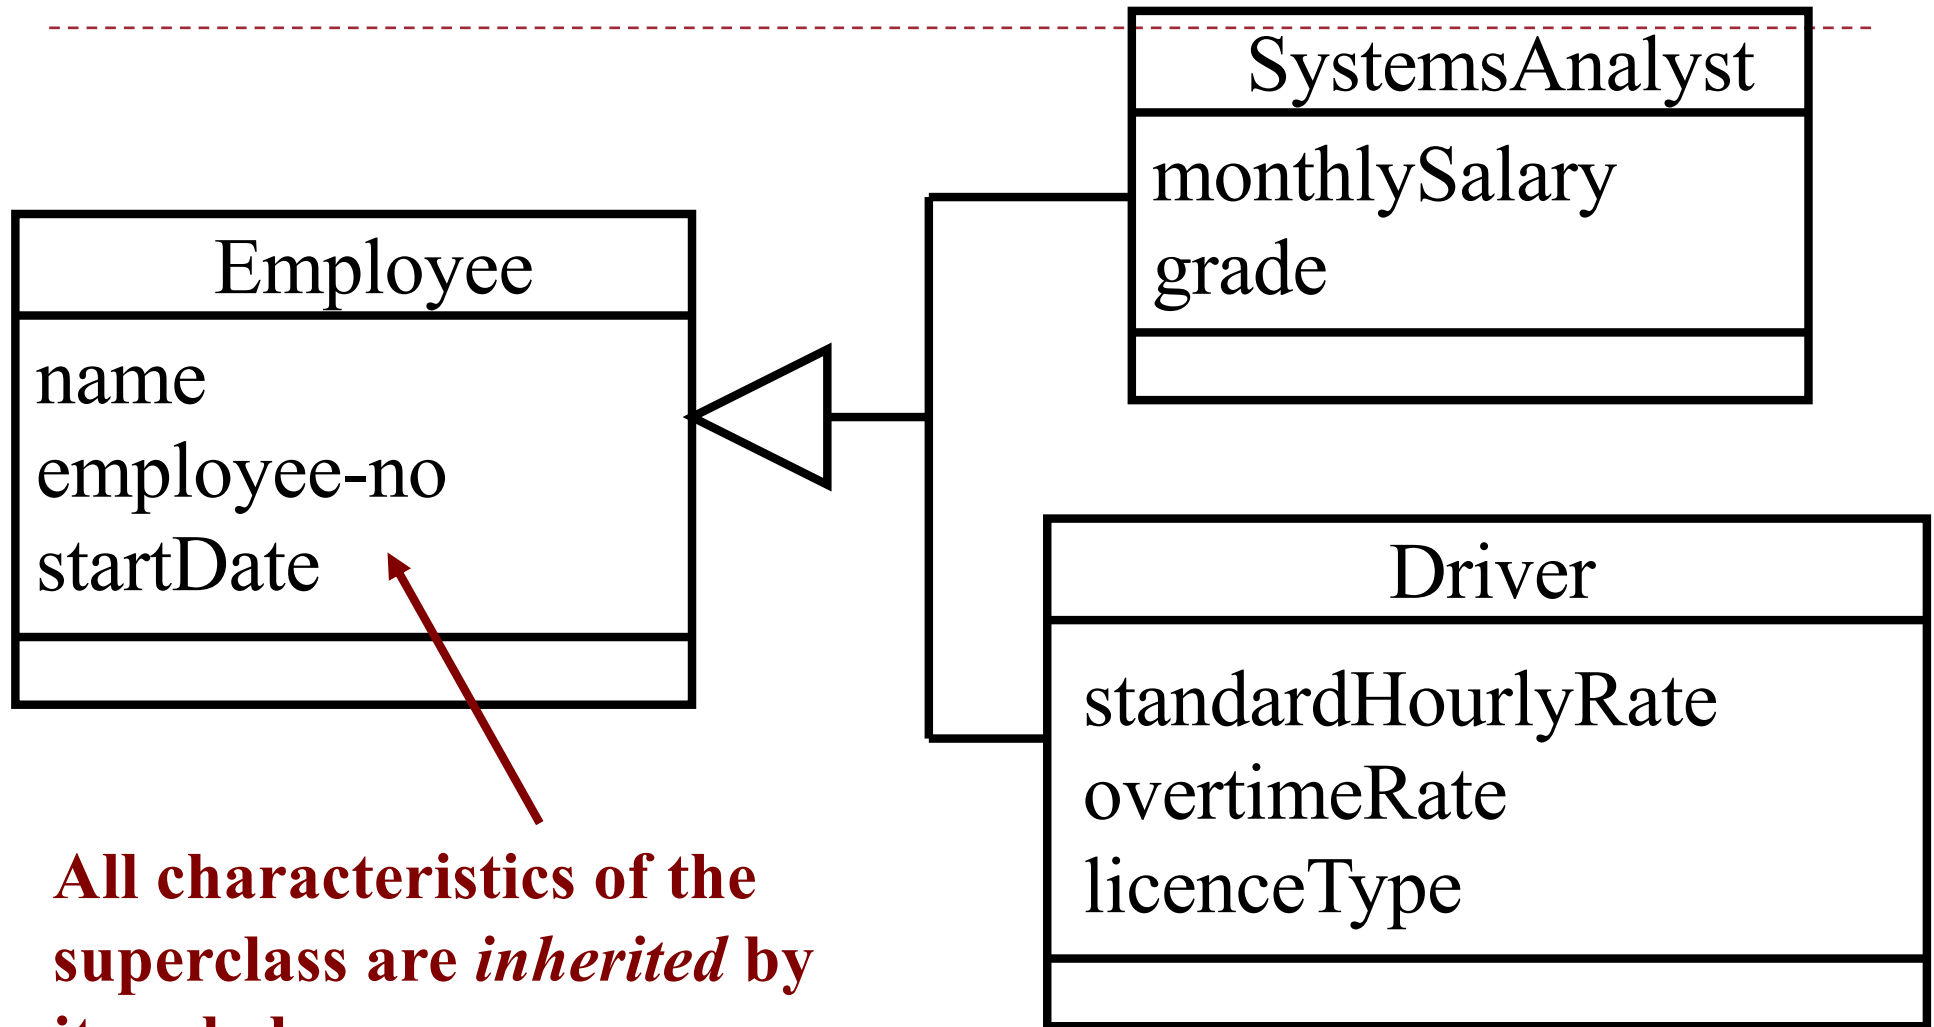 SystemsAnalyst
monthlySalary
grade
Employee
name
employee-no
startDate
Driver
standardHourlyRate
overtimeRate
licenceType
All characteristics of the
superclass are inherited by